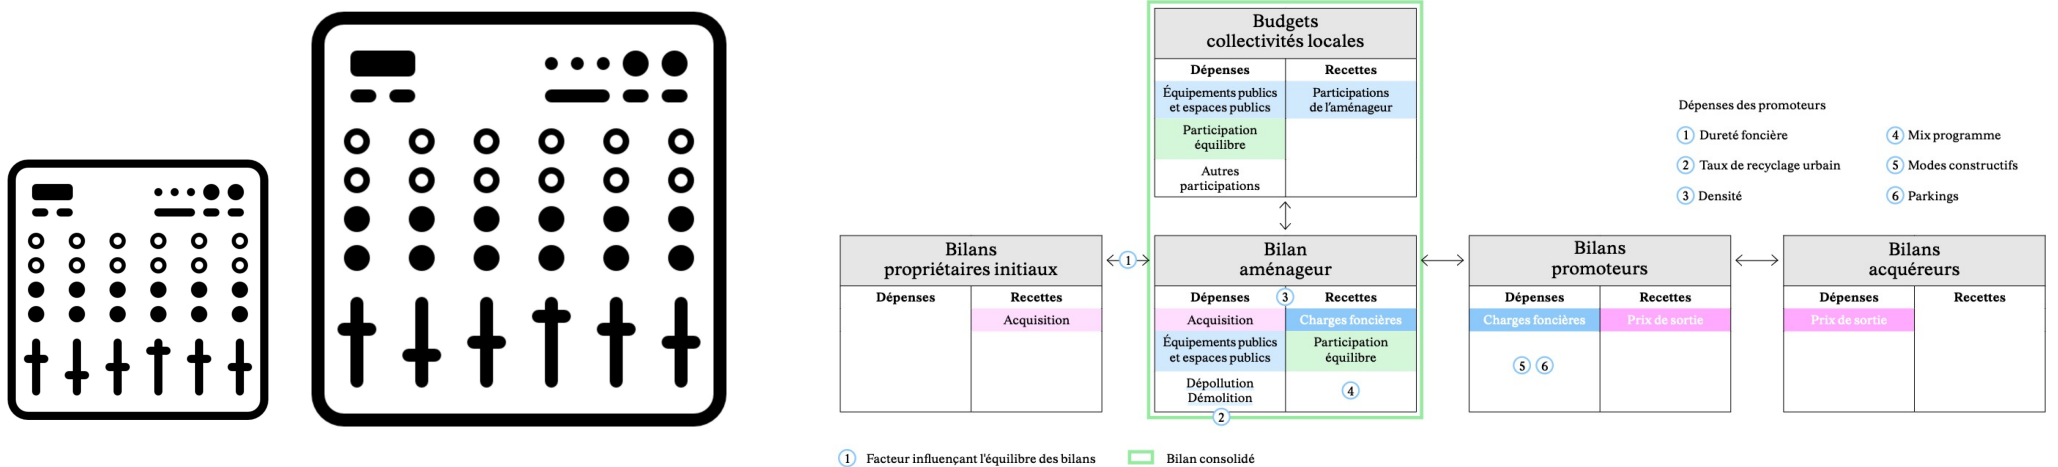 Budgets
collectivités locales
Dépenses Recettes
Équipements publics
et espaces publics
Participations
de l'aménageur
Participation
équilibre
Autres
participations
Dépenses des promoteurs
1 Dureté foncière
4 Mix programme
2 Taux de recyclage urbain
5 Modes constructifs
3 Densité
6 Parkings
Bilans
propriétaires initiaux
Dépenses Recettes
Acquisition
1
Bilan
aménageur
Dépenses 3 Recettes
Acquisition Charges foncières
Équipements publics
et espaces publics
Participation
équilibre
Dépollution
Démolition
4
2
Bilans
promoteurs
Dépenses Recettes
Charges foncières Prix de sortie
5 6
Bilans
acquéreurs
Dépenses Recettes
Prix de sortie
1 Facteur influençant l'équilibre des bilans
Bilan consolidé